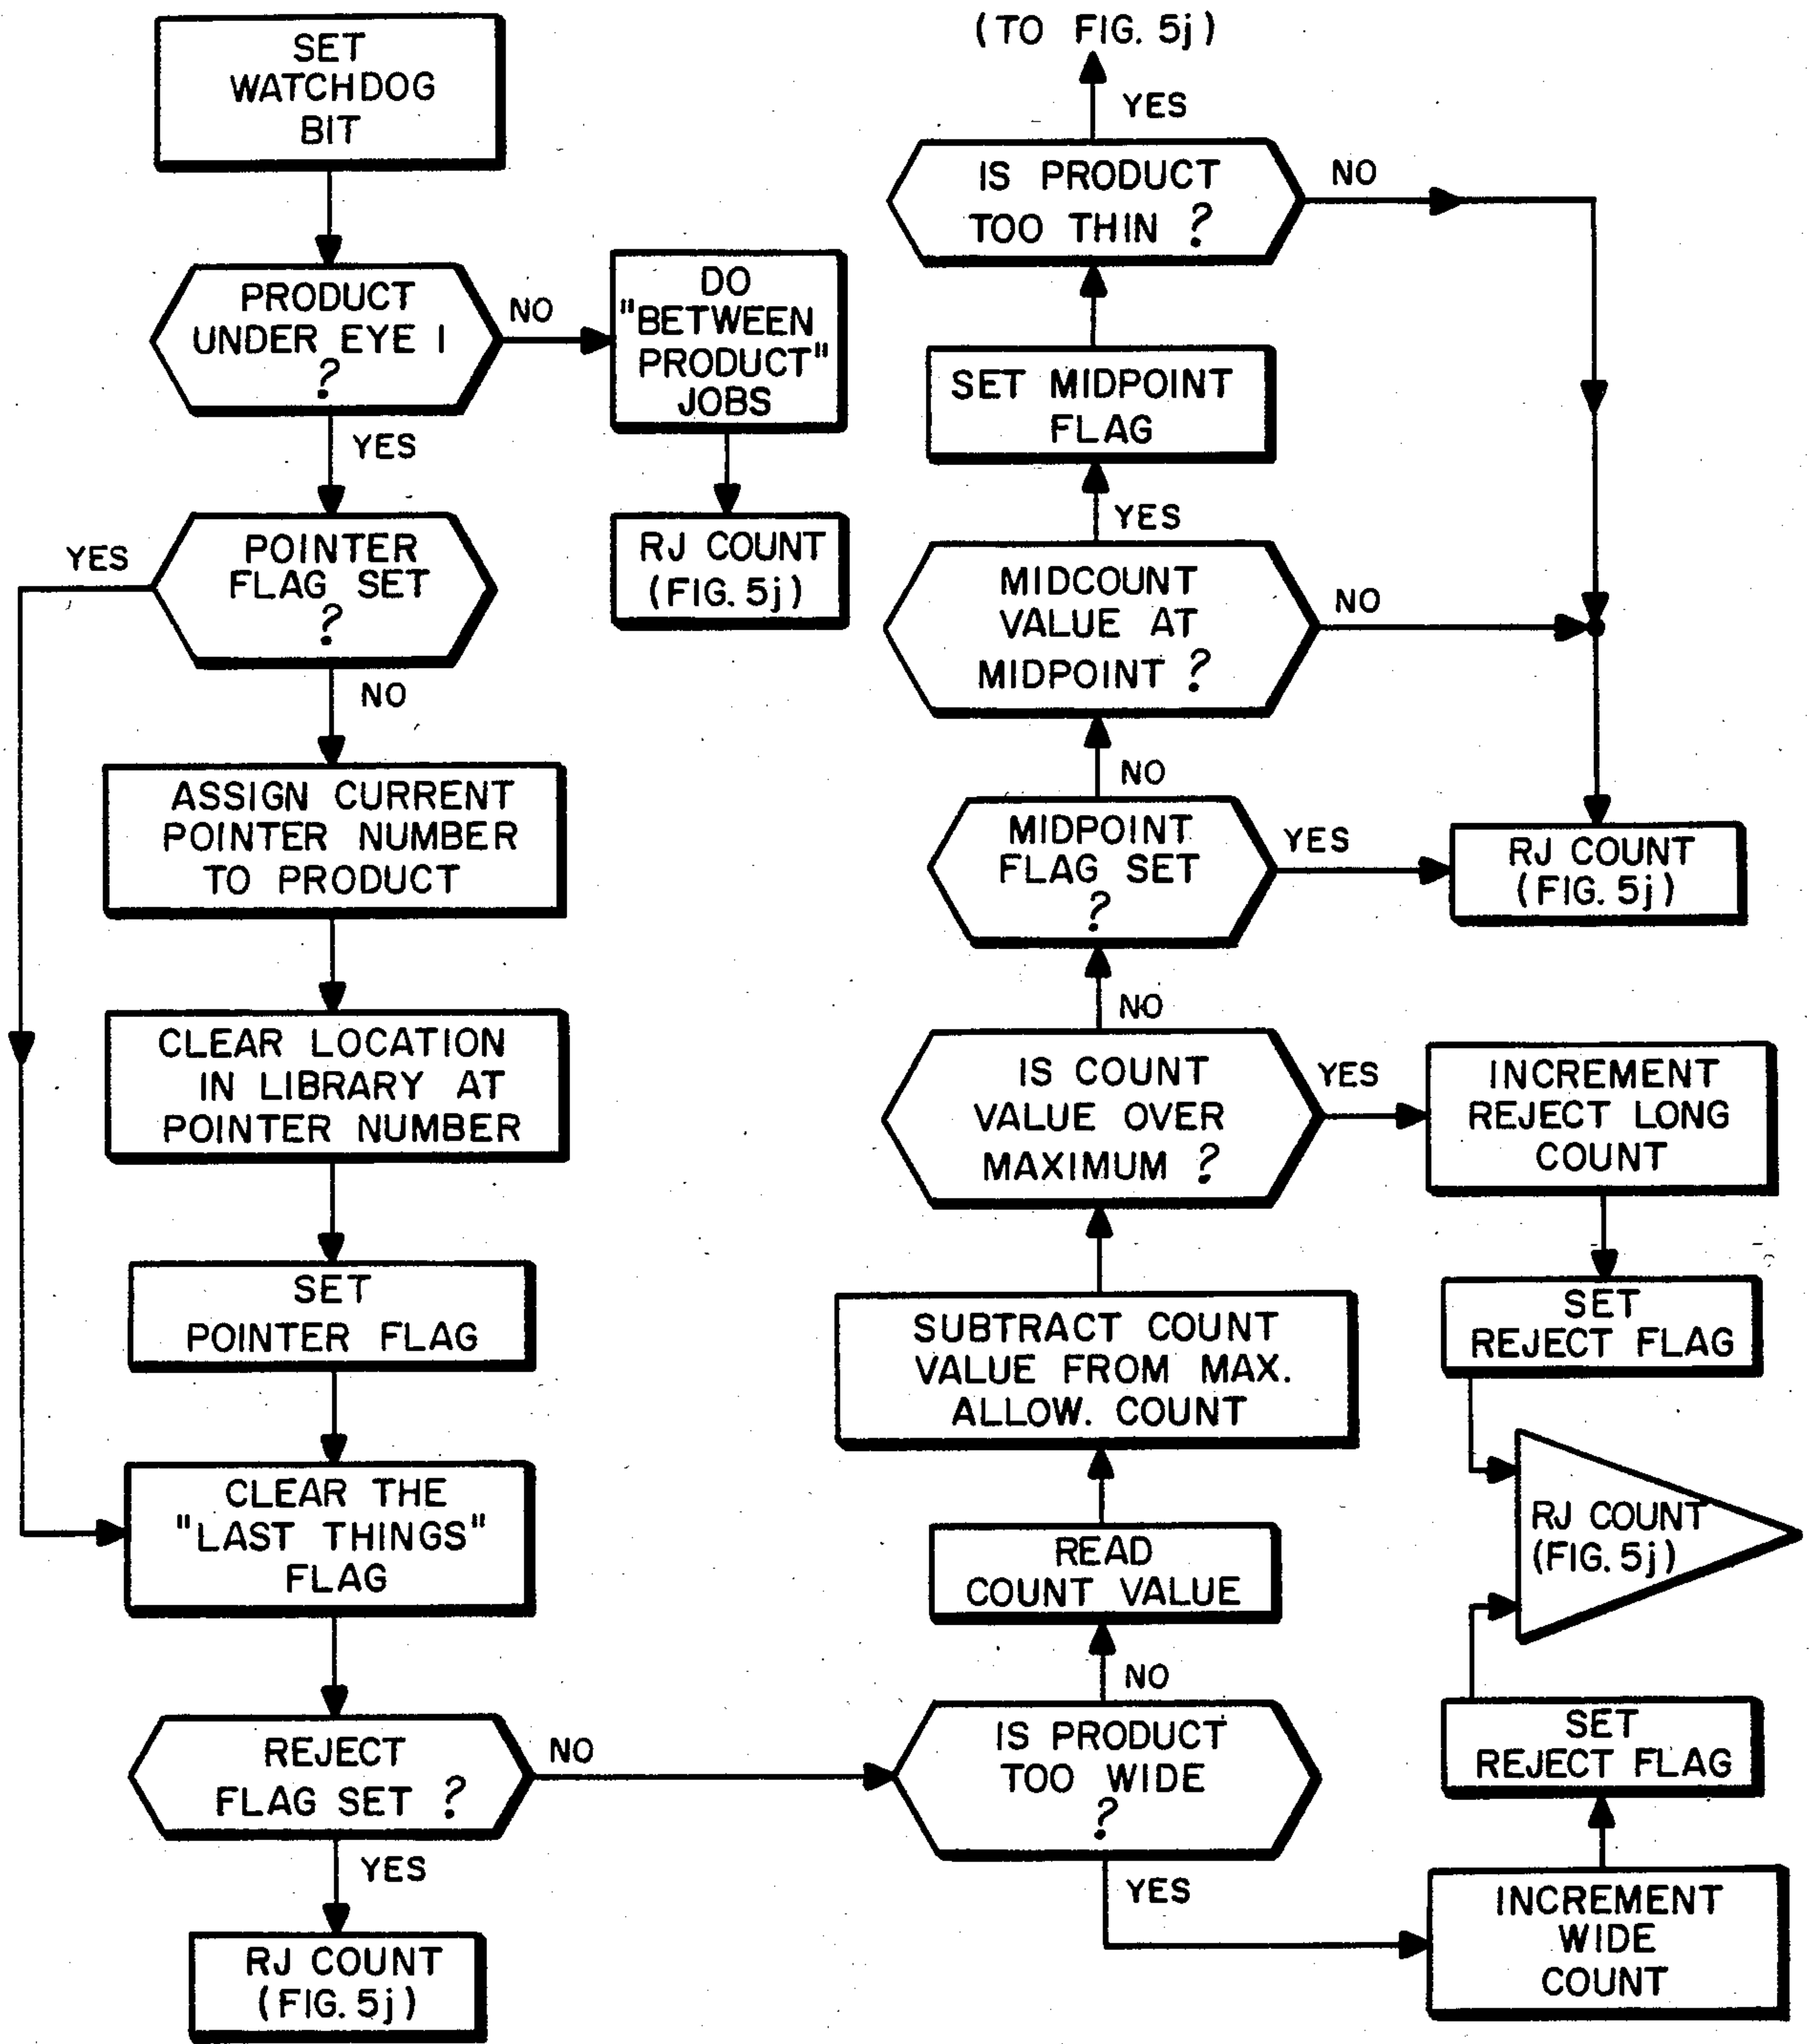 SET
WATCHDOG
BIT
PRODUCT
UNDER EYE 1
?
NO
DO
"BETWEEN
PRODUCT"
JOBS
RJ COUNT
(FIG. 5j)
YES
POINTER
FLAG SET
?
YES
NO
ASSIGN CURRENT
POINTER NUMBER
TO PRODUCT
CLEAR LOCATION
IN LIBRARY AT
POINTER NUMBER
SET
POINTER FLAG
CLEAR THE
"LAST THINGS"
FLAG
REJECT
FLAG SET ?
NO
YES
RJ COUNT
(FIG. 5j)
IS PRODUCT
TOO WIDE
?
YES
INCREMENT
WIDE
COUNT
SET
REJECT FLAG
RJ COUNT
(FIG. 5j)
NO
READ
COUNT VALUE
SUBTRACT COUNT
VALUE FROM MAX.
ALLOW. COUNT
IS COUNT
VALUE OVER
MAXIMUM ?
YES
INCREMENT
REJECT LONG
COUNT
SET
REJECT FLAG
NO
MIDPOINT
FLAG SET
?
YES
RJ COUNT
(FIG. 5j)
NO
MIDCOUNT
VALUE AT
MIDPOINT ?
NO
YES
SET MIDPOINT
FLAG
IS PRODUCT
TOO THIN ?
NO
YES
(TO FIG. 5j)